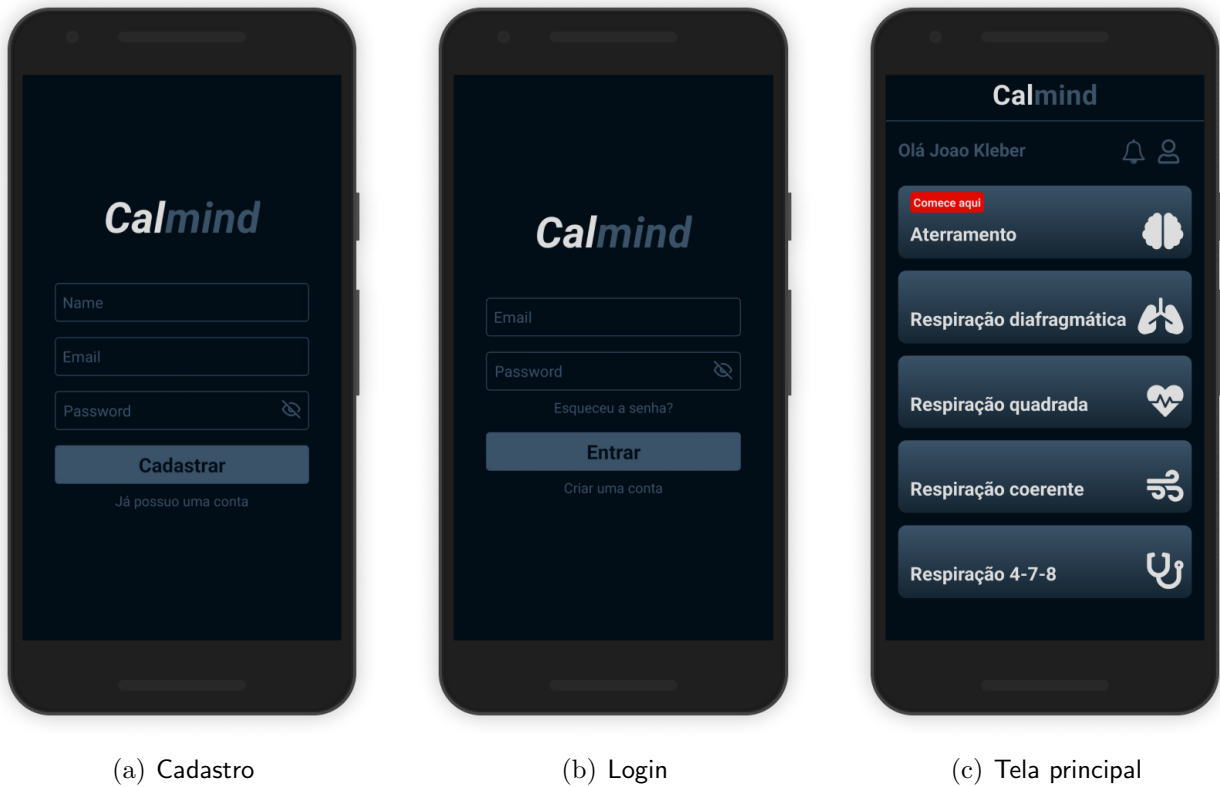 Calmind
Name
Email
Password
Cadastrar
Já possuo uma conta
(a) Cadastro
Calmind
Email
Password
Esqueceu a senha?
Entrar
Criar uma conta
(b) Login
Calmind
Olá Joao Kleber
Comece aqui
Aterramento
Respiração diafragmática
Respiração quadrada
Respiração coerente
Respiração 4-7-8
(c) Tela principal